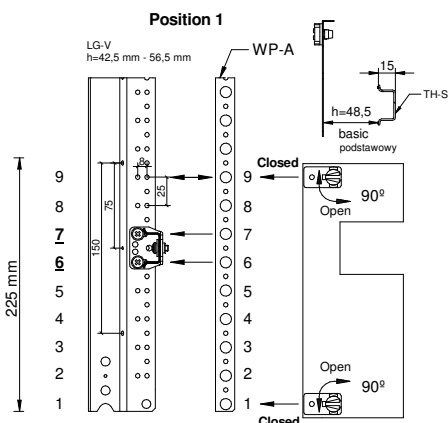 Position 1
LG-V
h=42,5 mm - 56,5 mm
WP-A
15
TH-S
h=48,5
basic
podstawowy
225 mm
150
75
8
25
9
8
7
6
5
4
3
2
1
9
8
7
6
5
4
3
2
1
Closed
90º
Open
Open
90º
Closed